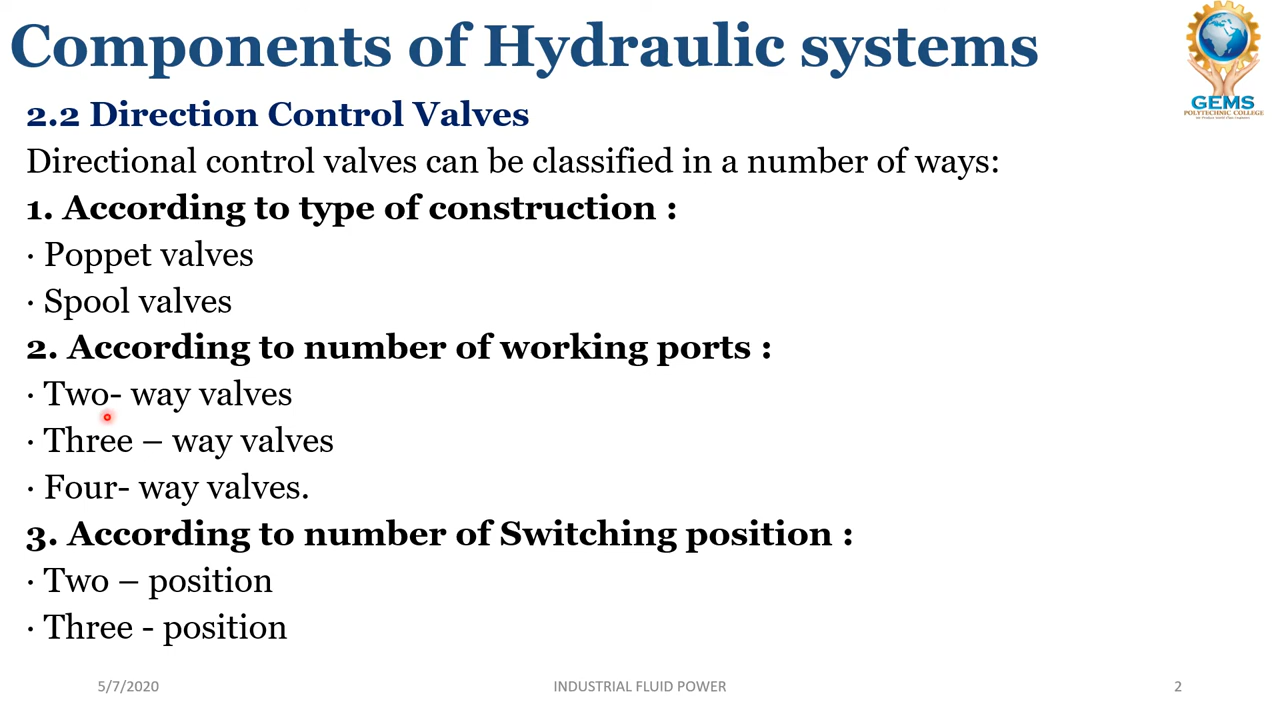 Components of Hydraulic systems
GEMS
POLYTECHNIC COLLEGE
2.2 Direction Control Valves
Directional control valves can be classified in a number of ways:
1. According to type of construction :
· Poppet valves
· Spool valves
2. According to number of working ports :
· Two- way valves
· Three – way valves
· Four- way valves.
3. According to number of Switching position :
· Two – position
· Three - position
5/7/2020
INDUSTRIAL FLUID POWER
2